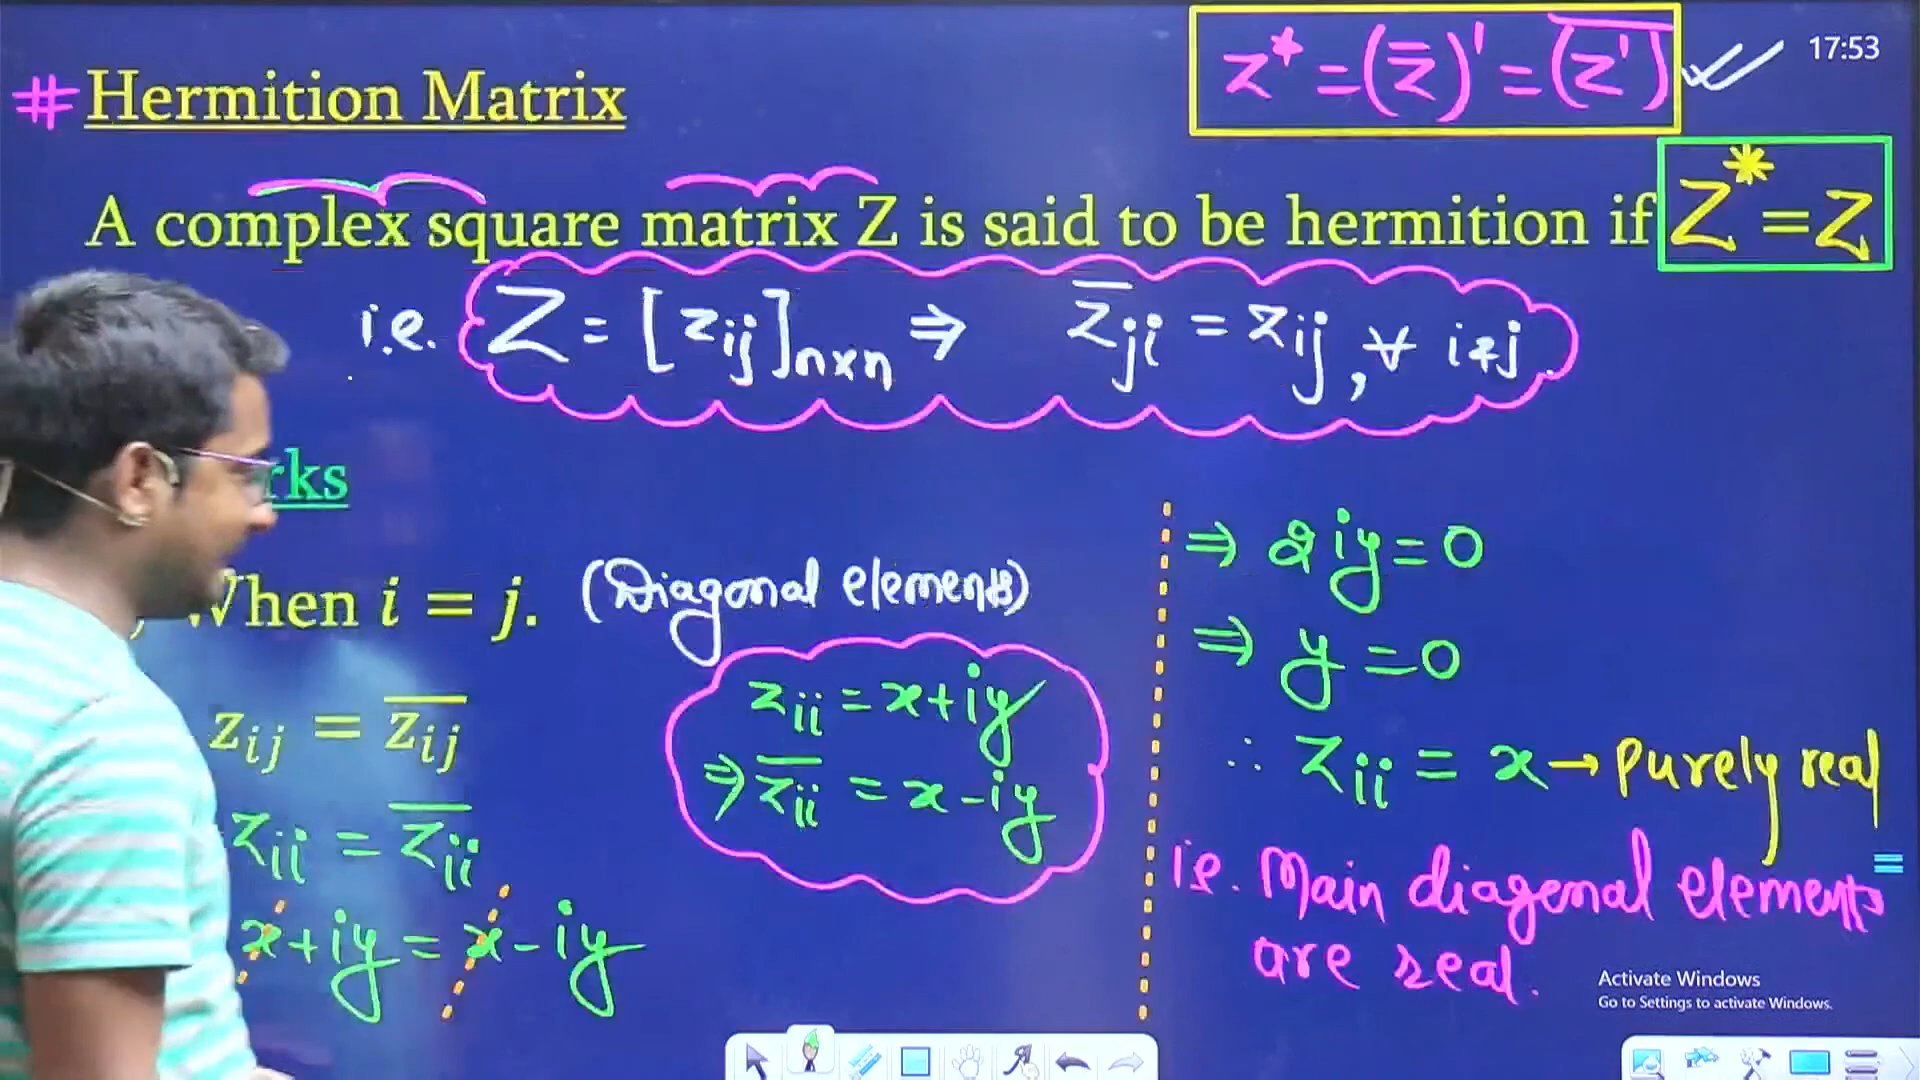 17:53
Z* = (Z̅)' = (Z')̅
# Hermition Matrix
A complex square matrix Z is said to be hermition if Z* = Z
i.e. Z = [zij]n×n ⇒ z̅ji = zij, ∀ i & j.
rks
When i = j. (Diagonal elements)
zij = z̅ij
zii = z̅ii
x + iy = x - iy
zii = x + iy
⇒ z̅ii = x - iy
⇒ 2iy = 0
⇒ y = 0
∴ zii = x → purely real
i.e. Main diagonal elements
are real.
Activate Windows
Go to Settings to activate Windows.